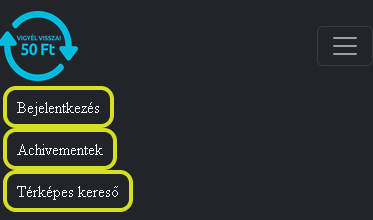 VIGYÉL VISSZA!
50 Ft
Bejelentkezés
Achivementek
Térképes kereső